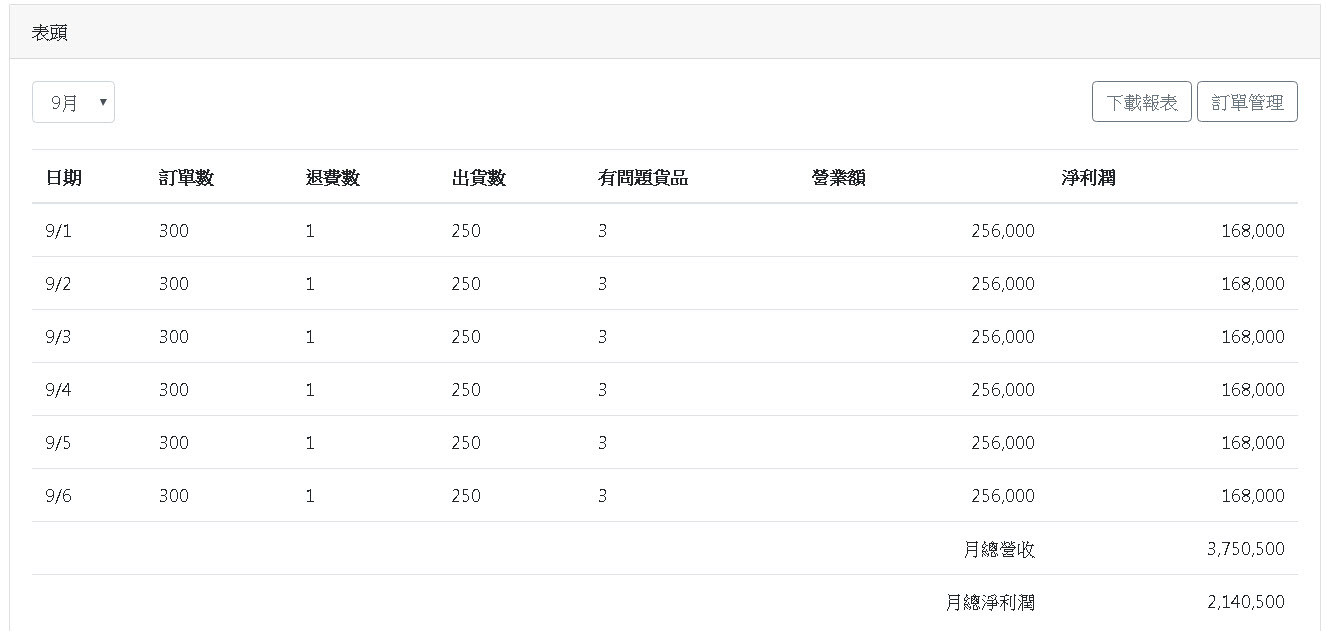 表頭
9月 下載報表 訂單管理
日期 訂單數 退費數 出貨數 有問題貨品 營業額 淨利潤
9/1 300 1 250 3 256,000 168,000
9/2 300 1 250 3 256,000 168,000
9/3 300 1 250 3 256,000 168,000
9/4 300 1 250 3 256,000 168,000
9/5 300 1 250 3 256,000 168,000
9/6 300 1 250 3 256,000 168,000
月總營收 3,750,500
月總淨利潤 2,140,500